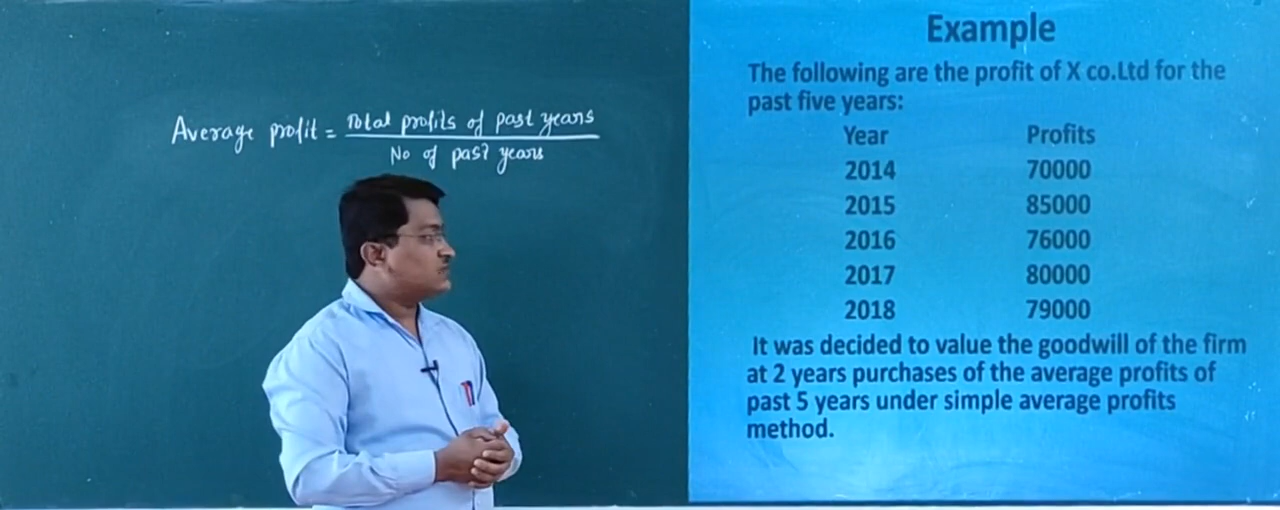 Average profit = Total profits of past years
No of past years
Example
The following are the profit of X co.Ltd for the
past five years:
Year Profits
2014 70000
2015 85000
2016 76000
2017 80000
2018 79000
It was decided to value the goodwill of the firm
at 2 years purchases of the average profits of
past 5 years under simple average profits
method.